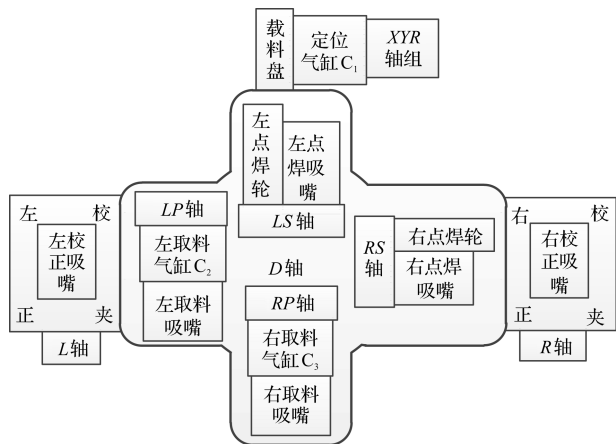 载料盘
定位
气缸C₁
XYR
轴组
左点焊轮
左点
焊吸
嘴
LS轴
LP轴
左取料
气缸C₂
左取料
吸嘴
左 校
左校
正吸
嘴
正 夹
L轴
D轴
RS
轴
右点焊轮
右点焊
吸嘴
RP轴
右取料
气缸C₃
右取料
吸嘴
右 校
右校
正吸
嘴
正 夹
R轴